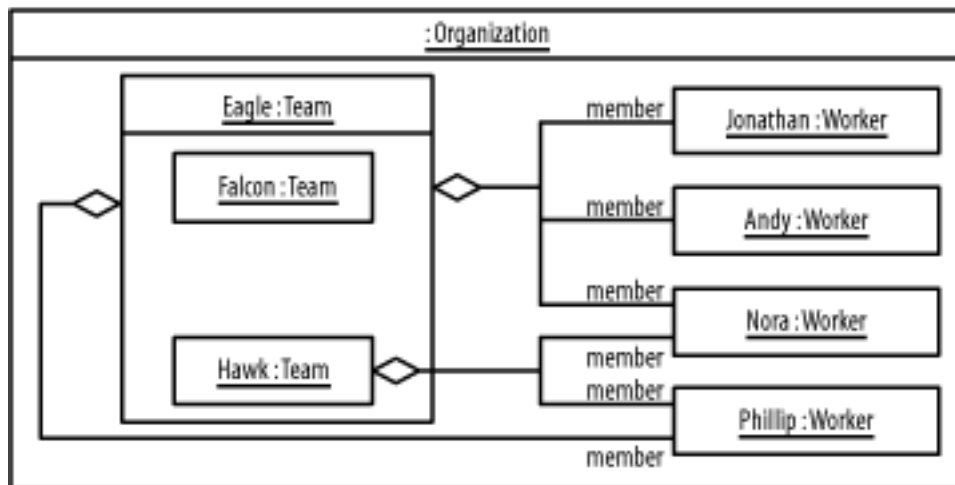 : Organization
Eagle : Team
Falcon : Team
Hawk : Team
member
Jonathan : Worker
member
Andy : Worker
member
Nora : Worker
member
member
Phillip : Worker
member